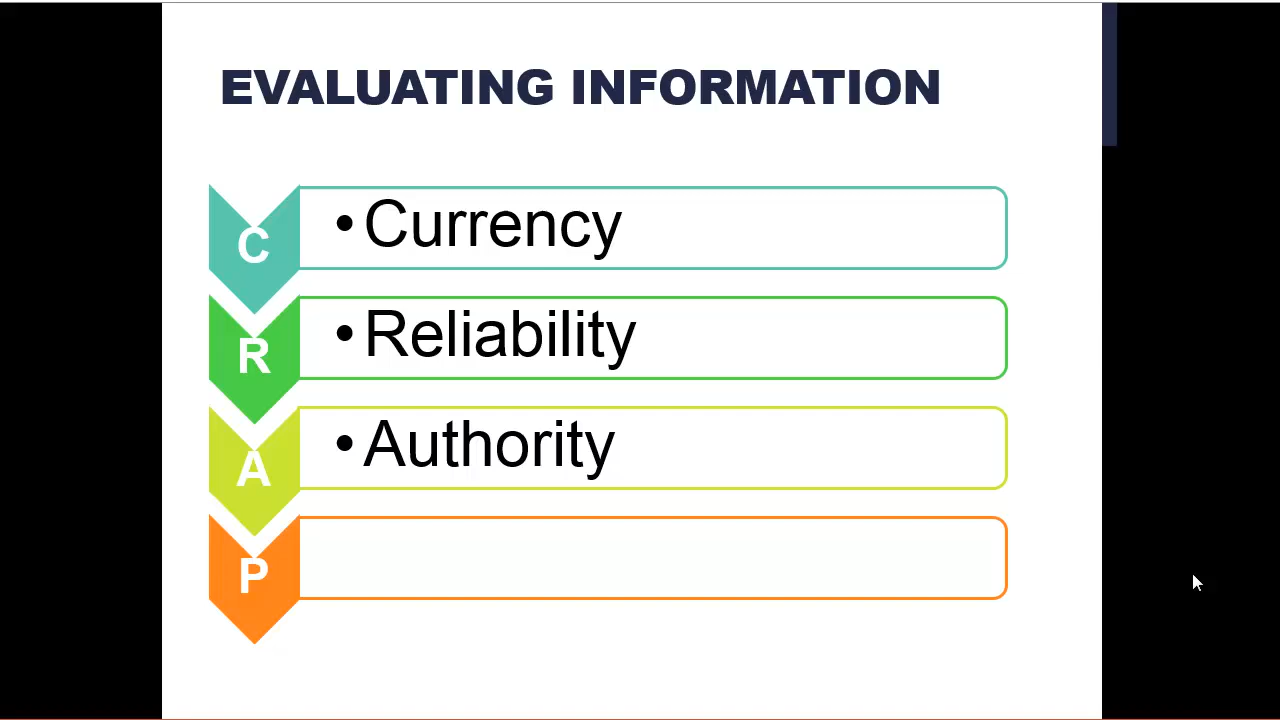 EVALUATING INFORMATION
C
• Currency
R
• Reliability
A
• Authority
P